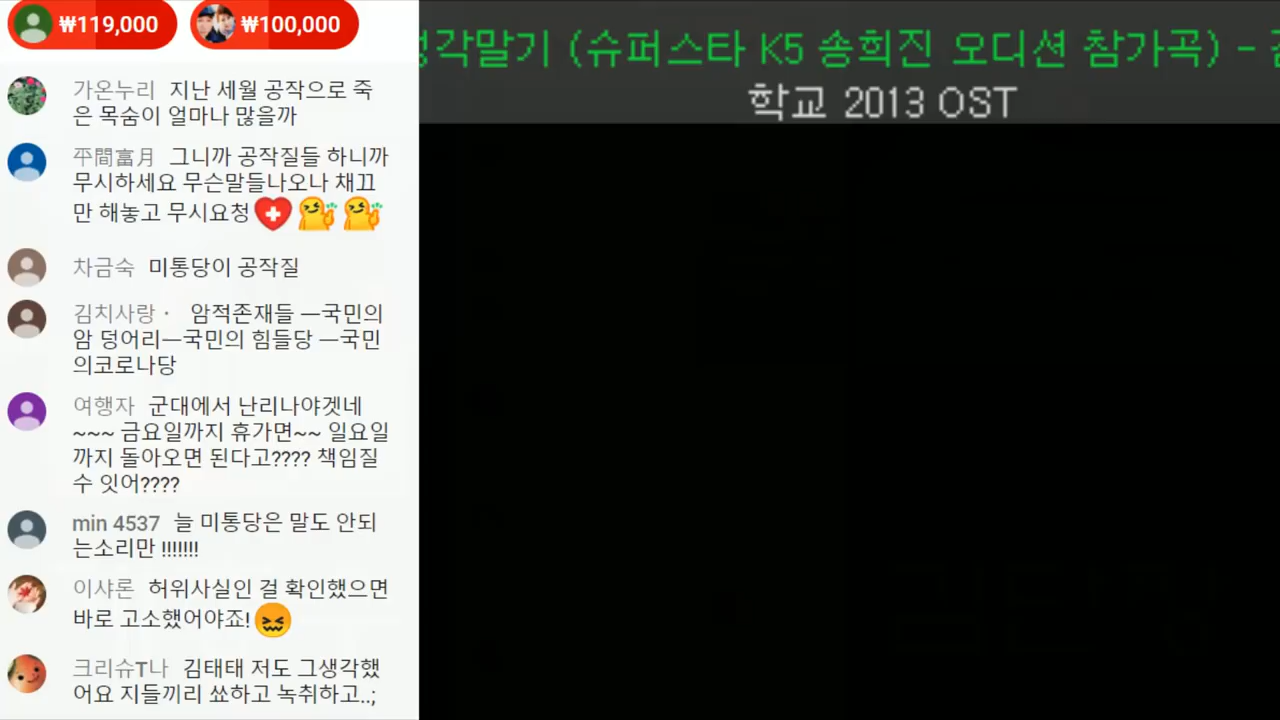 ₩119,000 ₩100,000
가온누리 지난 세월 공작으로 죽
은 목숨이 얼마나 많을까
平間富月 그니까 공작질들 하니까
무시하세요 무슨말들나오나 채끄
만 해놓고 무시요청
차금숙 미통당이 공작질
김치사랑 · 암적존재들 ㅡ국민의
암 덩어리ㅡ국민의 힘들당 ㅡ국민
의코로나당
여행자 군대에서 난리나야겟네
~~~ 금요일까지 휴가면~~ 일요일
까지 돌아오면 된다고???? 책임질
수 잇어????
min 4537 늘 미통당은 말도 안되
는소리만 !!!!!!!
이샤론 허위사실인 걸 확인했으면
바로 고소했어야죠!
크리슈T나 김태태 저도 그생각했
어요 지들끼리 쑈하고 녹취하고..;
각말기 (슈퍼스타 K5 송희진 오디션 참가곡) -
학교 2013 OST